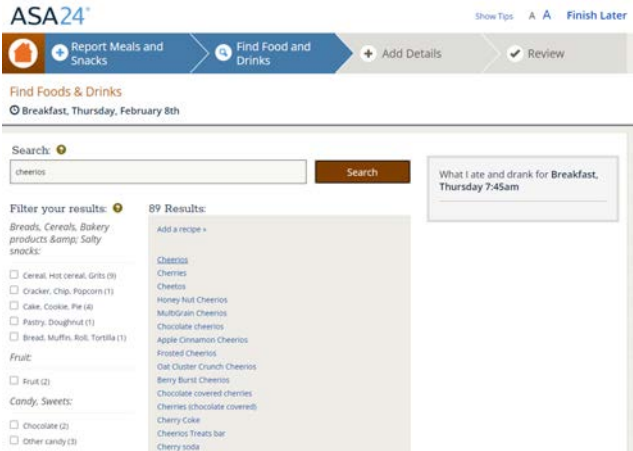 ASA24®
Show Tips A A Finish Later
Report Meals and
Snacks
Find Food and
Drinks
Add Details
Review
Find Foods & Drinks
Breakfast, Thursday, February 8th
Search:
cheerios
Search
What I ate and drank for Breakfast,
Thursday 7:45am
Filter your results:
Breads, Cereals, Bakery
products &amp; Salty
snacks:
Cereal, Hot cereal, Grits (9)
Cracker, Chip, Popcorn (1)
Cake, Cookie, Pie (4)
Pastry, Doughnut (1)
Bread, Muffin, Roll, Tortilla (1)
Fruit:
Fruit (2)
Candy, Sweets:
Chocolate (2)
Other candy (3)
89 Results:
Add a recipe »
Cheerios
Cherries
Cheetos
Honey Nut Cheerios
MultiGrain Cheerios
Chocolate cheerios
Apple Cinnamon Cheerios
Frosted Cheerios
Oat Cluster Crunch Cheerios
Berry Burst Cheerios
Chocolate covered cherries
Cherries (chocolate covered)
Cherry Coke
Cheerios Treats bar
Cherry soda